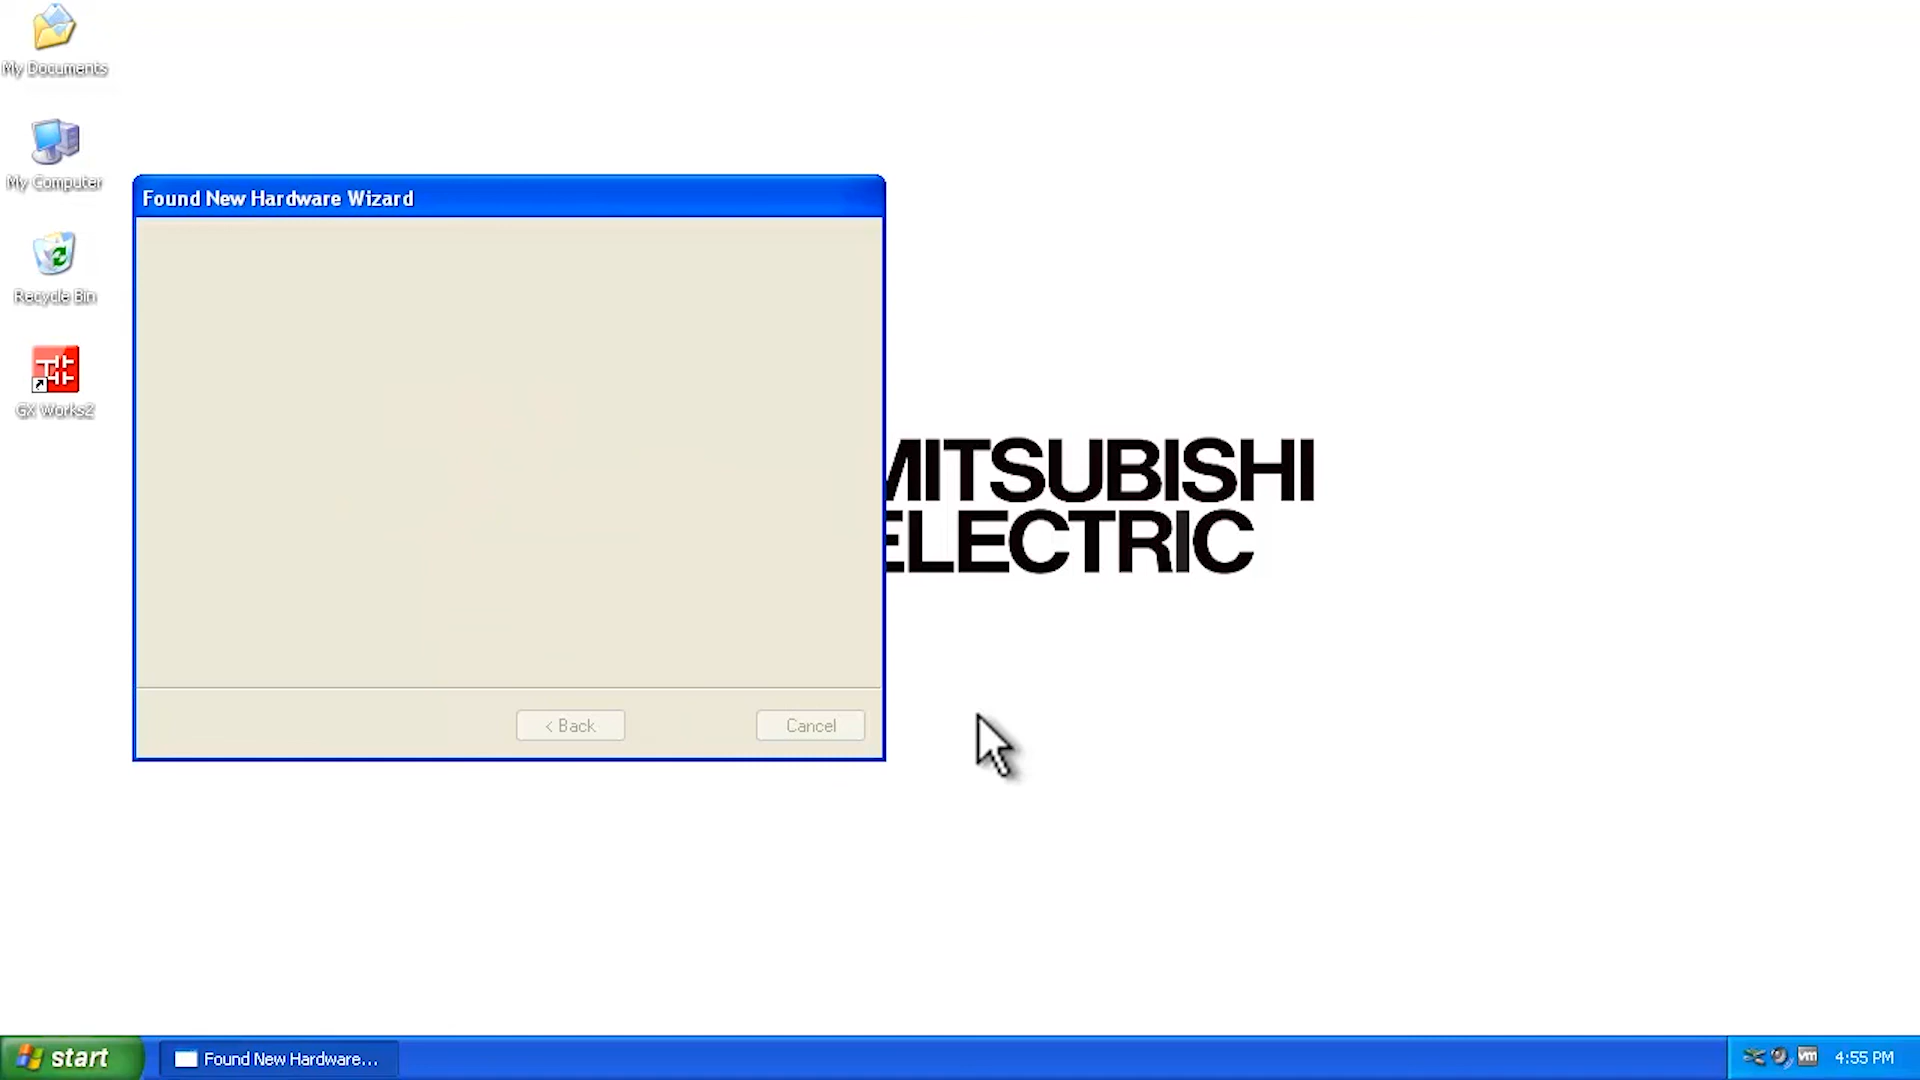 My Documents
My Computer
Recycle Bin
GX Works2
Found New Hardware Wizard
< Back
Cancel
MITSUBISHI
ELECTRIC
start
Found New Hardware...
vm
4:55 PM